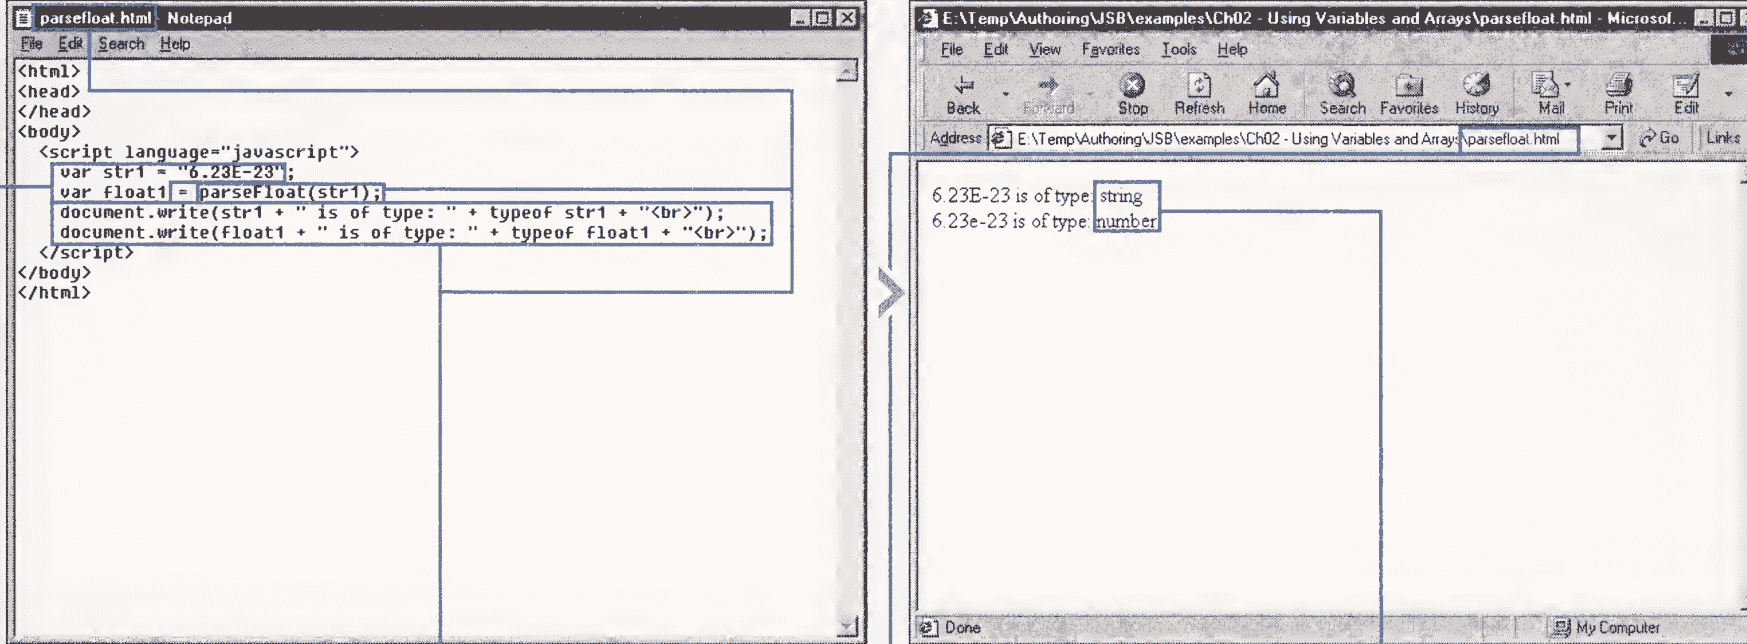 parsefloat.html - Notepad
File Edit Search Help
<html>
<head>
</head>
<body>
<script language="javascript">
var str1 = "6.23E-23";
var float1 = parseFloat(str1);
document.write(str1 + " is of type: " + typeof str1 + "<br>");
document.write(float1 + " is of type: " + typeof float1 + "<br>");
</script>
</body>
</html>
E:\Temp\Authoring\JSB\examples\Ch02 - Using Variables and Arrays\parsefloat.html - Microsof...
File Edit View Favorites Tools Help
Back Forward Stop Refresh Home Search Favorites History Mail Print Edit
Address E:\Temp\Authoring\JSB\examples\Ch02 - Using Variables and Arrays\parsefloat.html Go Links
6.23E-23 is of type: string
6.23e-23 is of type: number
Done My Computer